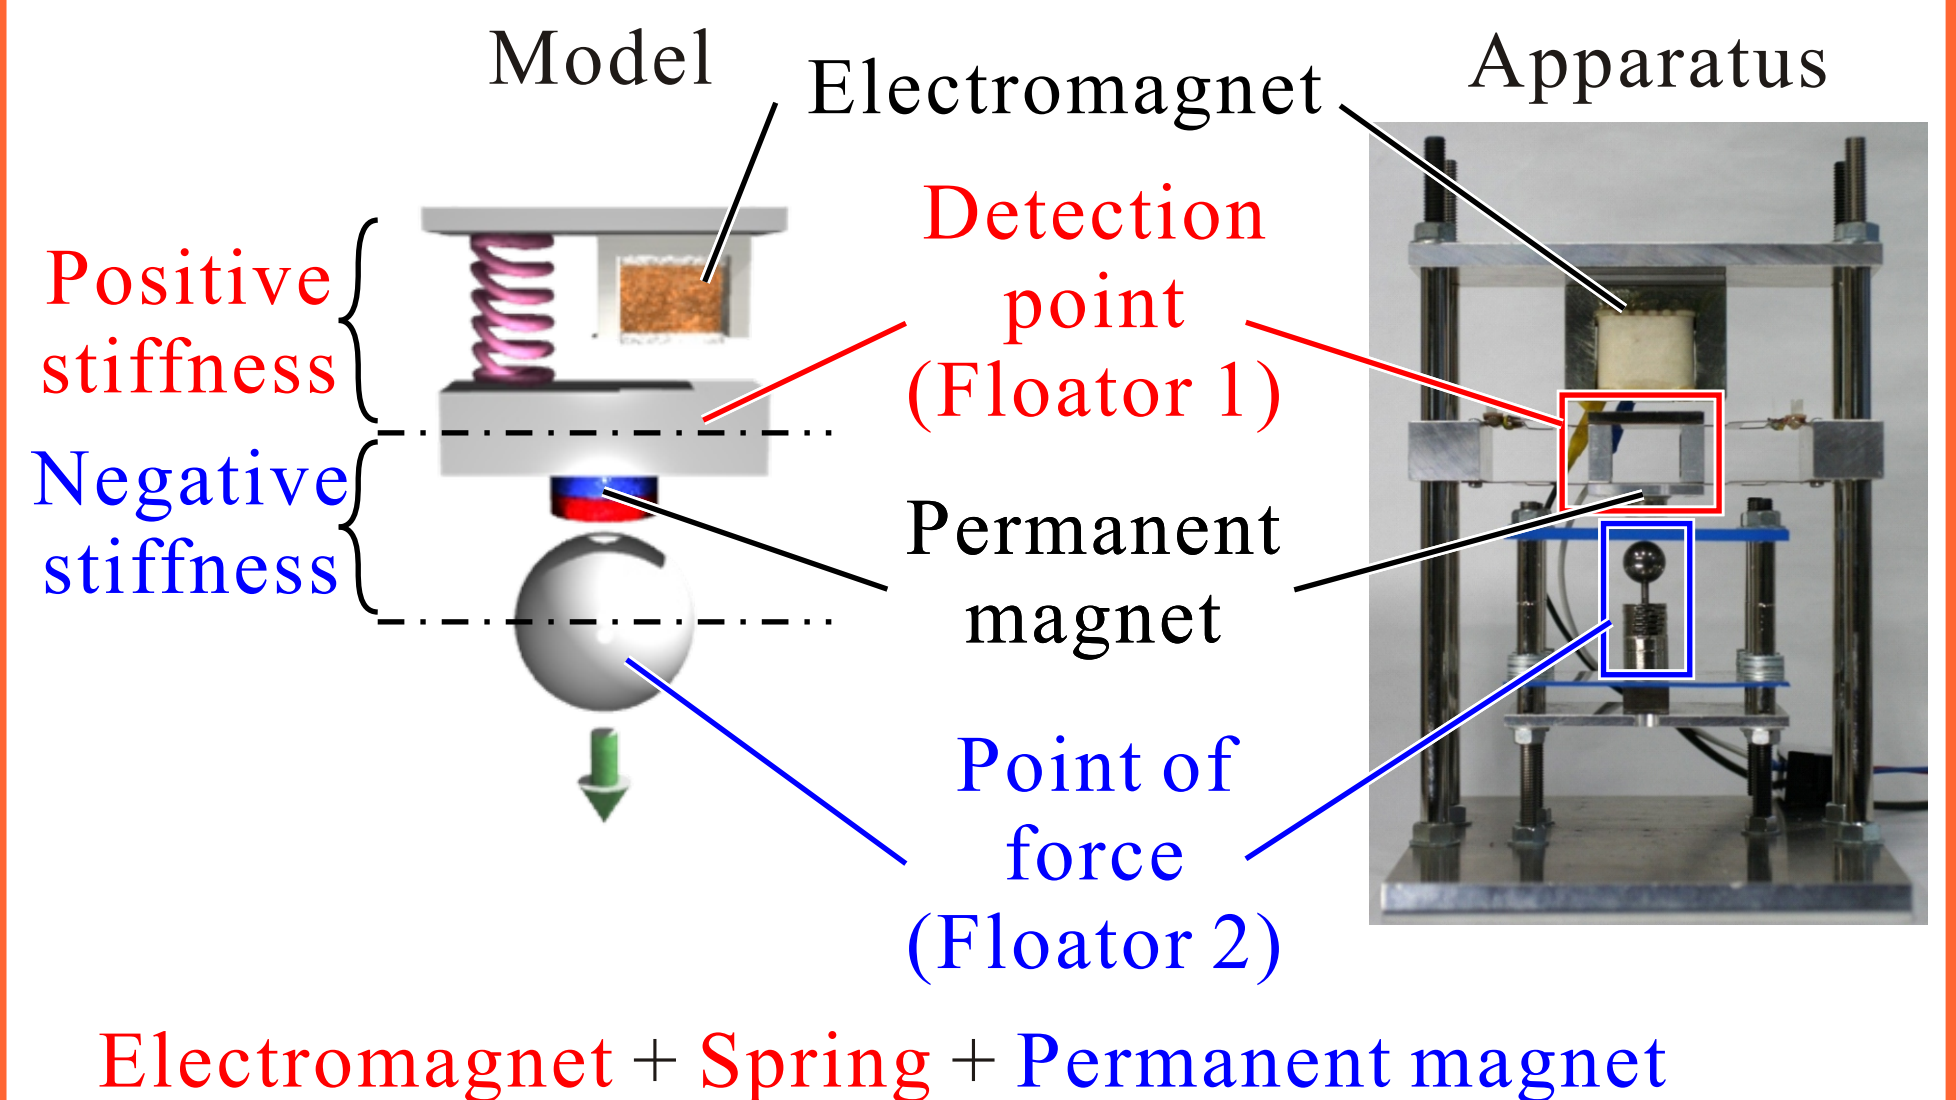 Model
Electromagnet
Apparatus
Detection
point
(Floator 1)
Positive
stiffness
Negative
stiffness
Permanent
magnet
Point of
force
(Floator 2)
Electromagnet + Spring + Permanent magnet